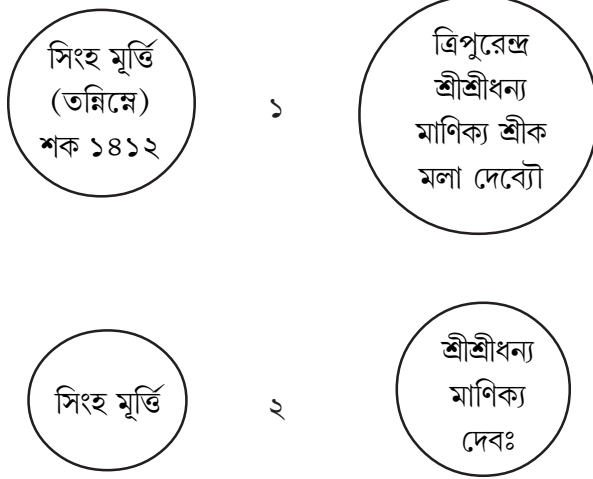 সিংহ মূর্ত্তি
(তন্নিম্নে)
শক ১৪১২
১
ত্রিপুরেন্দ্র
শ্রীশ্রীধন্য
মাণিক্য শ্রীক
মলা দেব্যৌ
সিংহ মূর্ত্তি
২
শ্রীশ্রীধন্য
মাণিক্য
দেবঃ